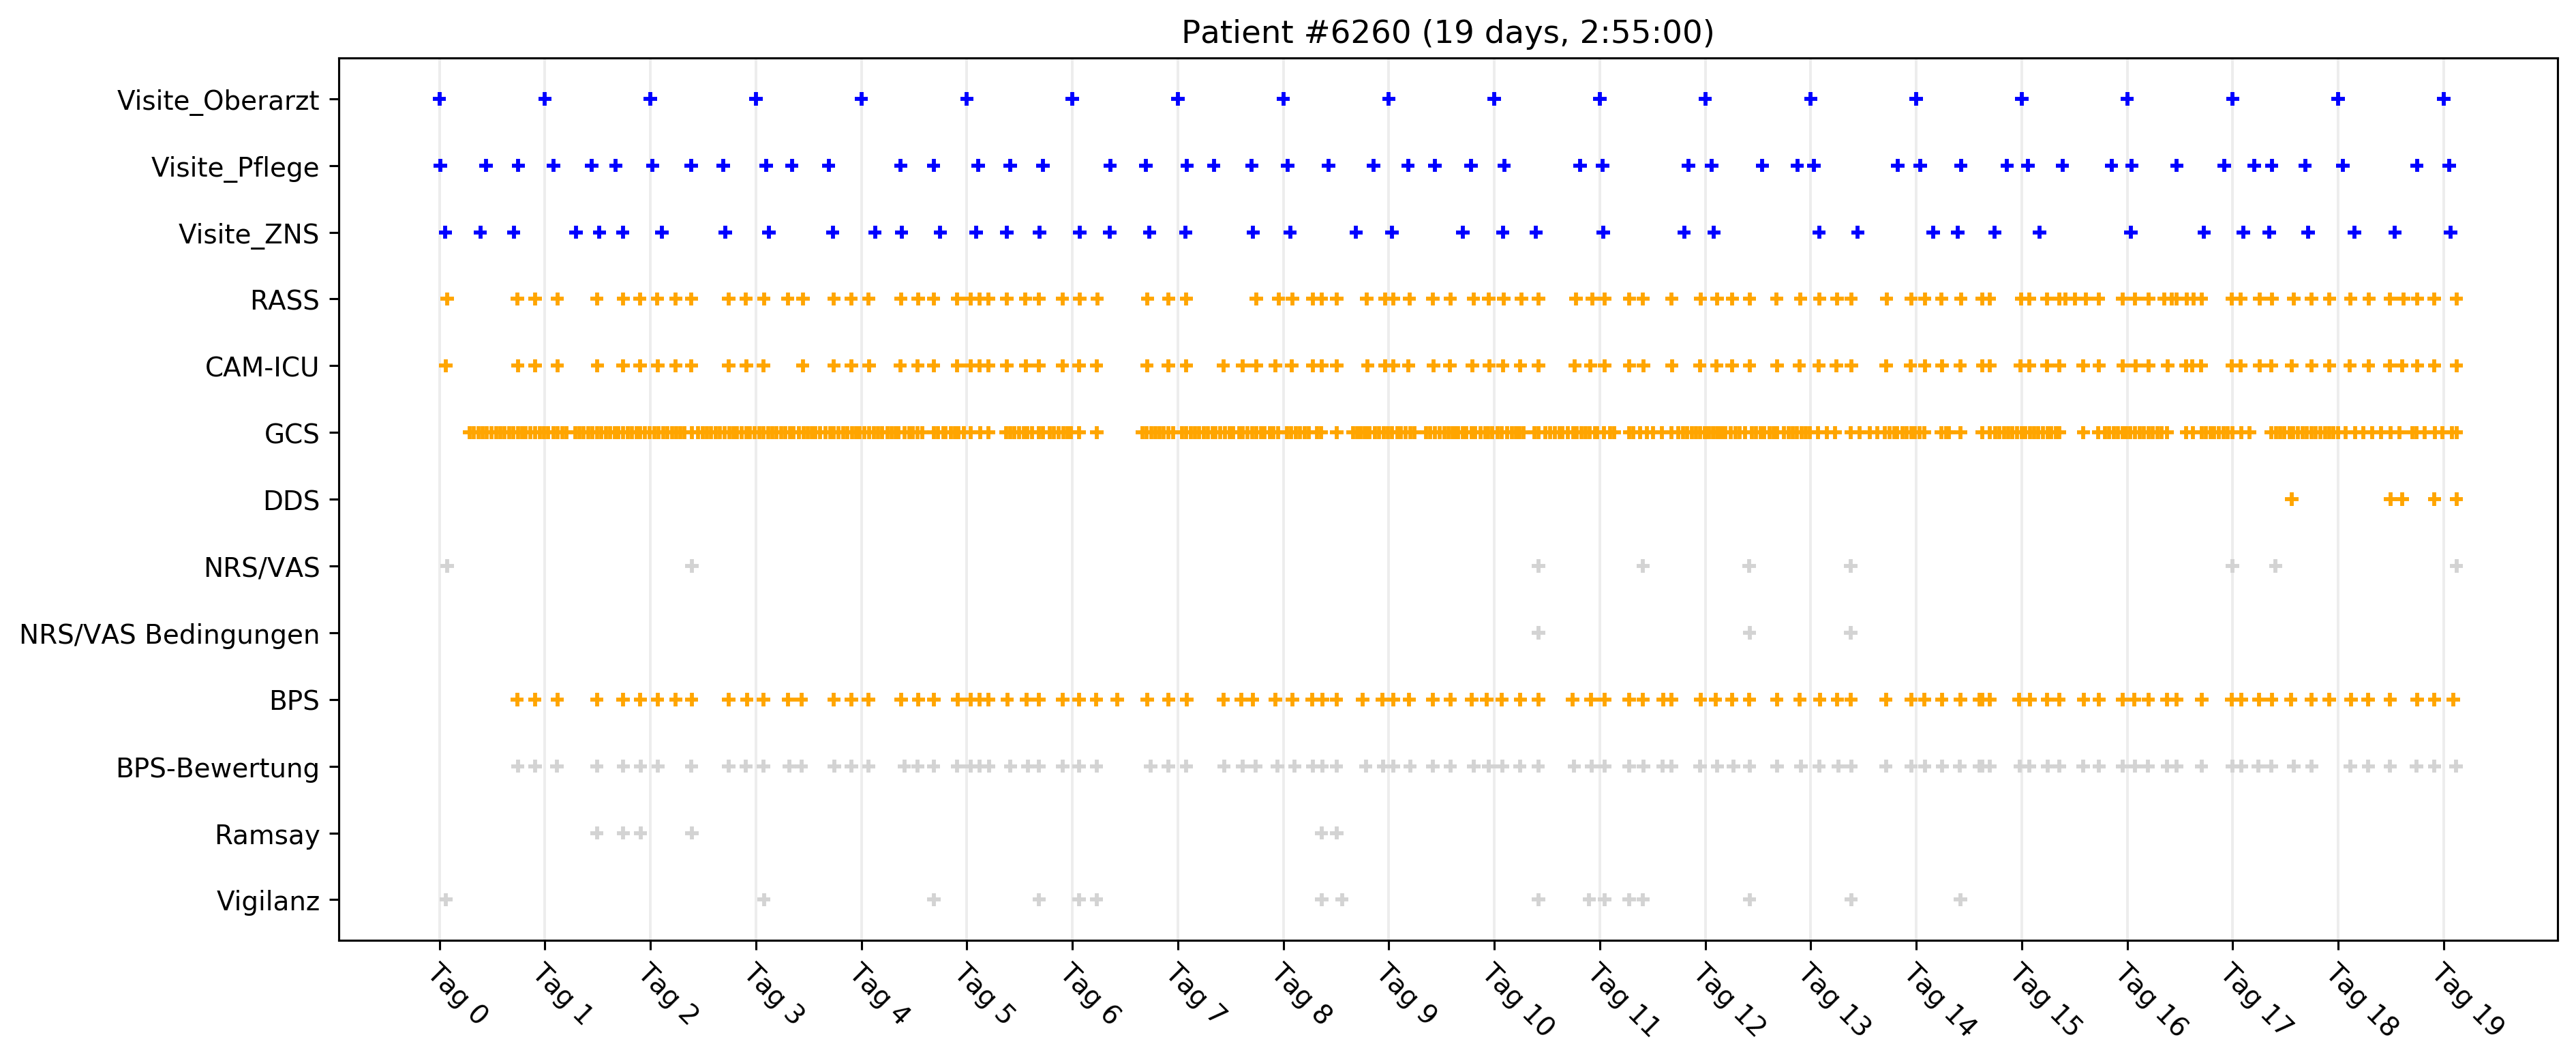 Patient #6260 (19 days, 2:55:00)
Visite_Oberarzt
Visite_Pflege
Visite_ZNS
RASS
CAM-ICU
GCS
DDS
NRS/VAS
NRS/VAS Bedingungen
BPS
BPS-Bewertung
Ramsay
Vigilanz
Tag 0
Tag 1
Tag 2
Tag 3
Tag 4
Tag 5
Tag 6
Tag 7
Tag 8
Tag 9
Tag 10
Tag 11
Tag 12
Tag 13
Tag 14
Tag 15
Tag 16
Tag 17
Tag 18
Tag 19